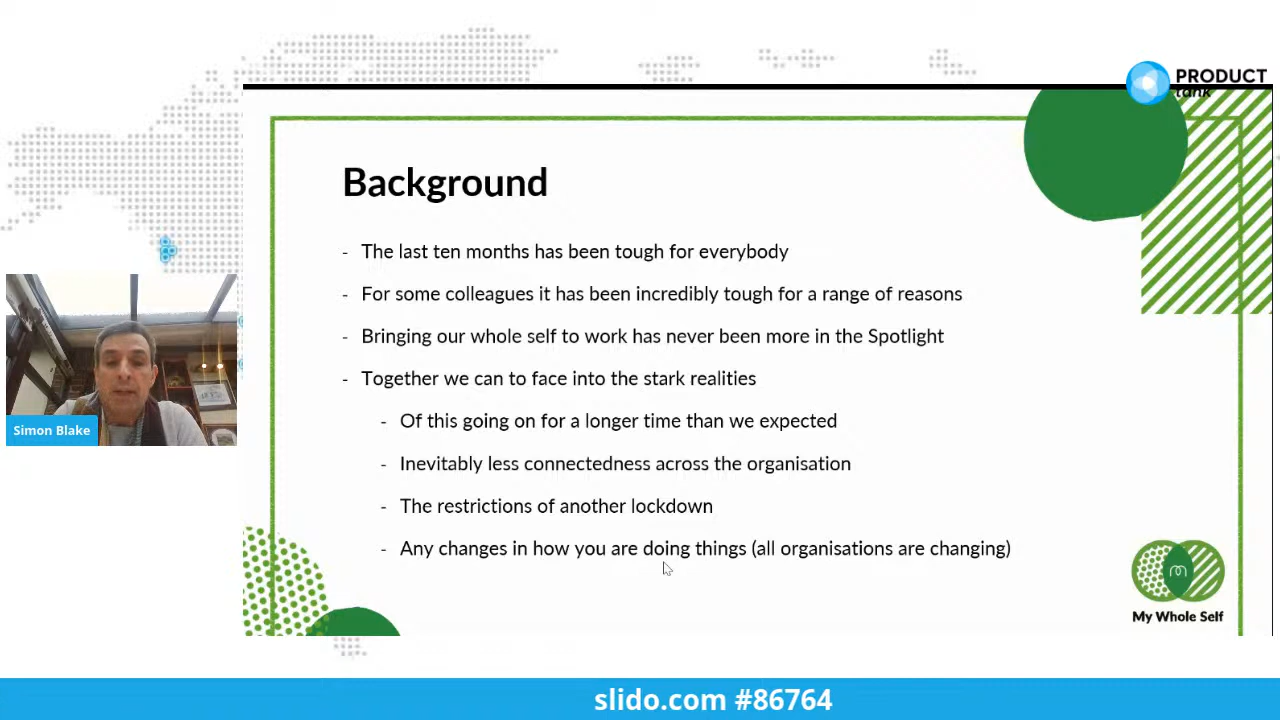 PRODUCT
tank
Background
- The last ten months has been tough for everybody
- For some colleagues it has been incredibly tough for a range of reasons
- Bringing our whole self to work has never been more in the Spotlight
- Together we can to face into the stark realities
- Of this going on for a longer time than we expected
- Inevitably less connectedness across the organisation
- The restrictions of another lockdown
- Any changes in how you are doing things (all organisations are changing)
Simon Blake
My Whole Self
slido.com #86764